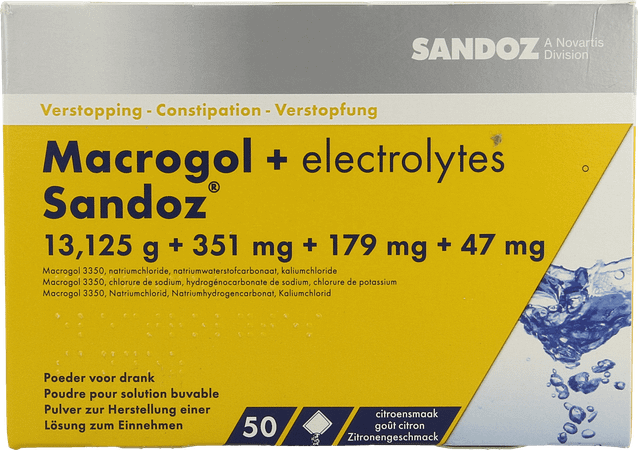 SANDOZ A Novartis
Division
Verstopping - Constipation - Verstopfung
Macrogol + electrolytes
Sandoz®
13,125 g + 351 mg + 179 mg + 47 mg
Macrogol 3350, natriumchloride, natriumwaterstofcarbonaat, kaliumchloride
Macrogol 3350, chlorure de sodium, hydrogénocarbonate de sodium, chlorure de potassium
Macrogol 3350, Natriumchlorid, Natriumhydrogencarbonat, Kaliumchlorid
Poeder voor drank
Poudre pour solution buvable
Pulver zur Herstellung einer
Lösung zum Einnehmen
50
citroensmaak
goût citron
Zitronengeschmack